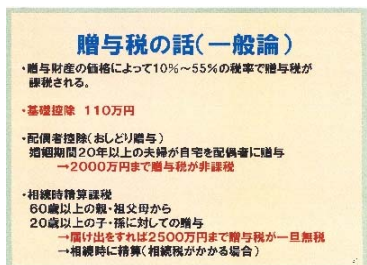 贈与税の話(一般論)
・贈与財産の価格によって10%～55%の税率で贈与税が
課税される。
・基礎控除 110万円
・配偶者控除(おしどり贈与)
婚姻期間20年以上の夫婦が自宅を配偶者に贈与
→2000万円まで贈与税が非課税
・相続時精算課税
60歳以上の親・祖父母から
20歳以上の子・孫に対しての贈与
→届け出をすれば2500万円まで贈与税が一旦無税
→相続時に精算(相続税がかかる場合)